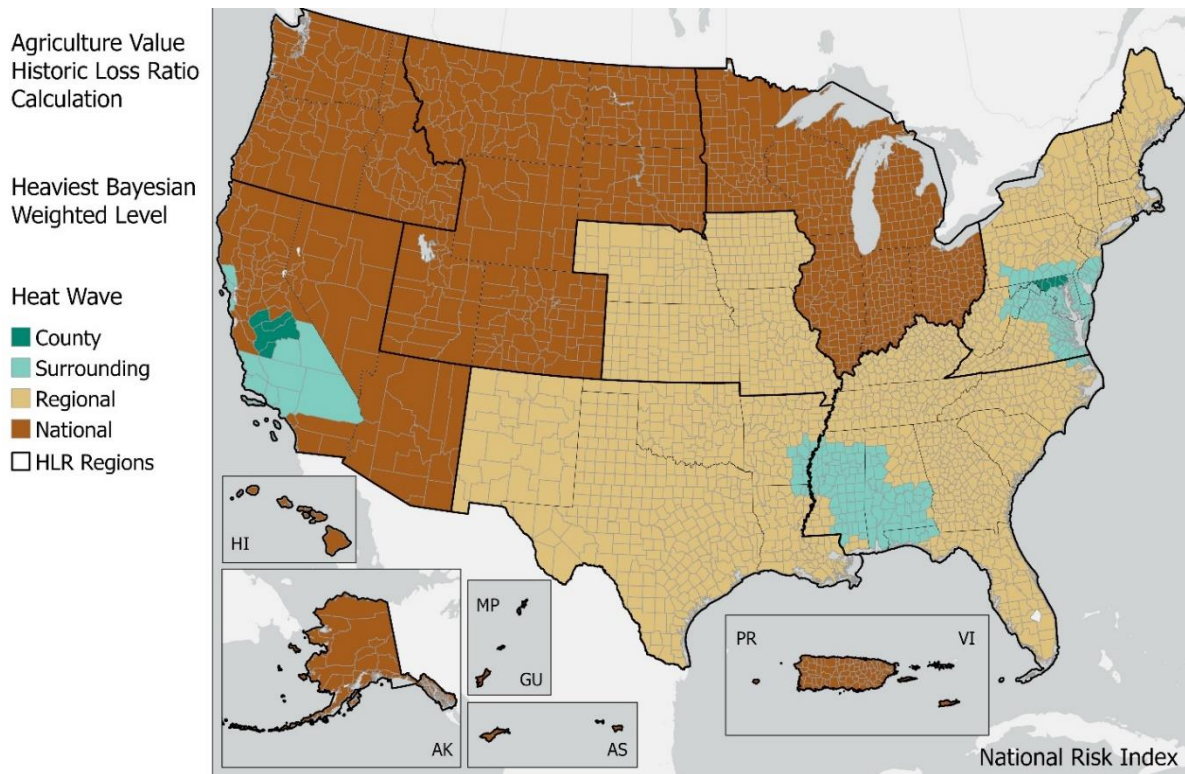 Agriculture Value
Historic Loss Ratio
Calculation
Heaviest Bayesian
Weighted Level
Heat Wave
County
Surrounding
Regional
National
HLR Regions
HI
AK
MP
GU
AS
PR
VI
National Risk Index